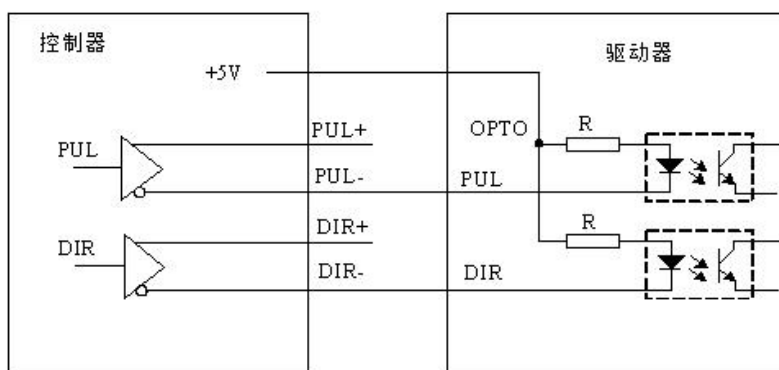 控制器
驱动器
+5V
PUL+
OPTO
R
PUL
PUL-
PUL
DIR+
R
DIR
DIR-
DIR